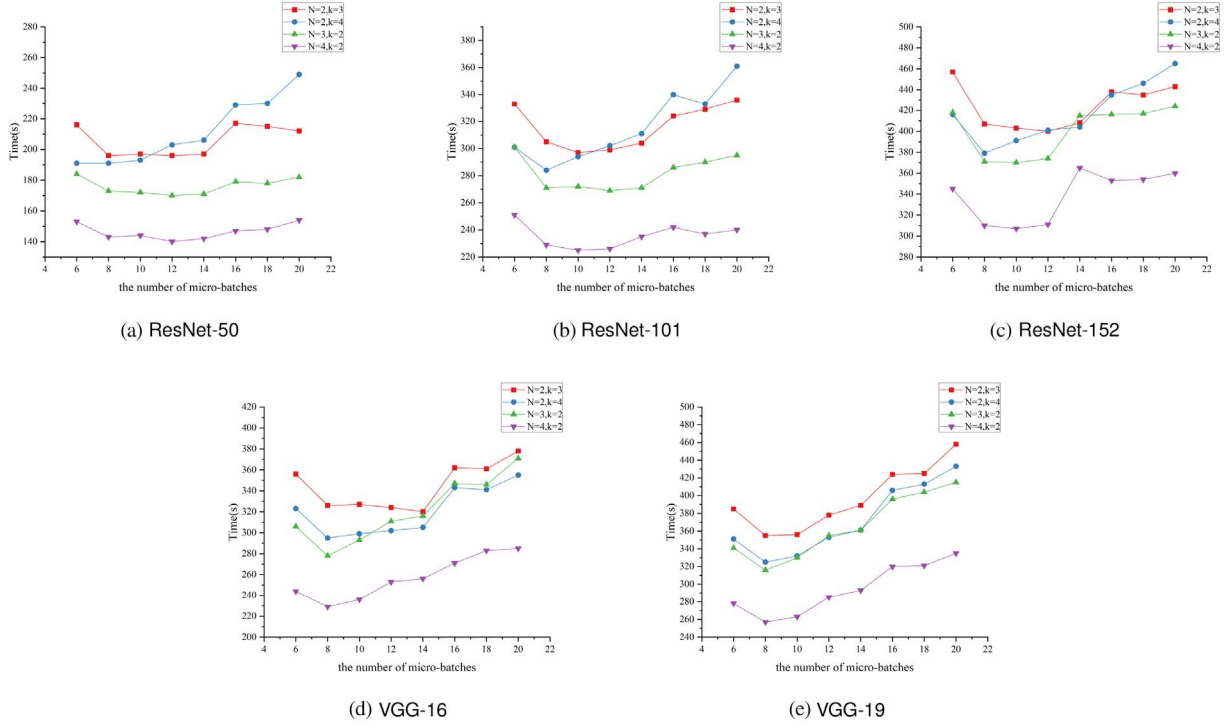 N=2,k=3
N=2,k=4
N=3,k=2
N=4,k=2
280
260
240
220
200
180
160
140
Time(s)
4 6 8 10 12 14 16 18 20 22
the number of micro-batches
(a) ResNet-50
N=2,k=3
N=2,k=4
N=3,k=2
N=4,k=2
380
360
340
320
300
280
260
240
220
Time(s)
4 6 8 10 12 14 16 18 20 22
the number of micro-batches
(b) ResNet-101
N=2,k=3
N=2,k=4
N=3,k=2
N=4,k=2
500
480
460
440
420
400
380
360
340
320
300
280
Time(s)
4 6 8 10 12 14 16 18 20 22
the number of micro-batches
(c) ResNet-152
N=2,k=3
N=2,k=4
N=3,k=2
N=4,k=2
420
400
380
360
340
320
300
280
260
240
220
200
Time(s)
4 6 8 10 12 14 16 18 20 22
the number of micro-batches
(d) VGG-16
N=2,k=3
N=2,k=4
N=3,k=2
N=4,k=2
500
480
460
440
420
400
380
360
340
320
300
280
260
240
Time(s)
4 6 8 10 12 14 16 18 20 22
the number of micro-batches
(e) VGG-19